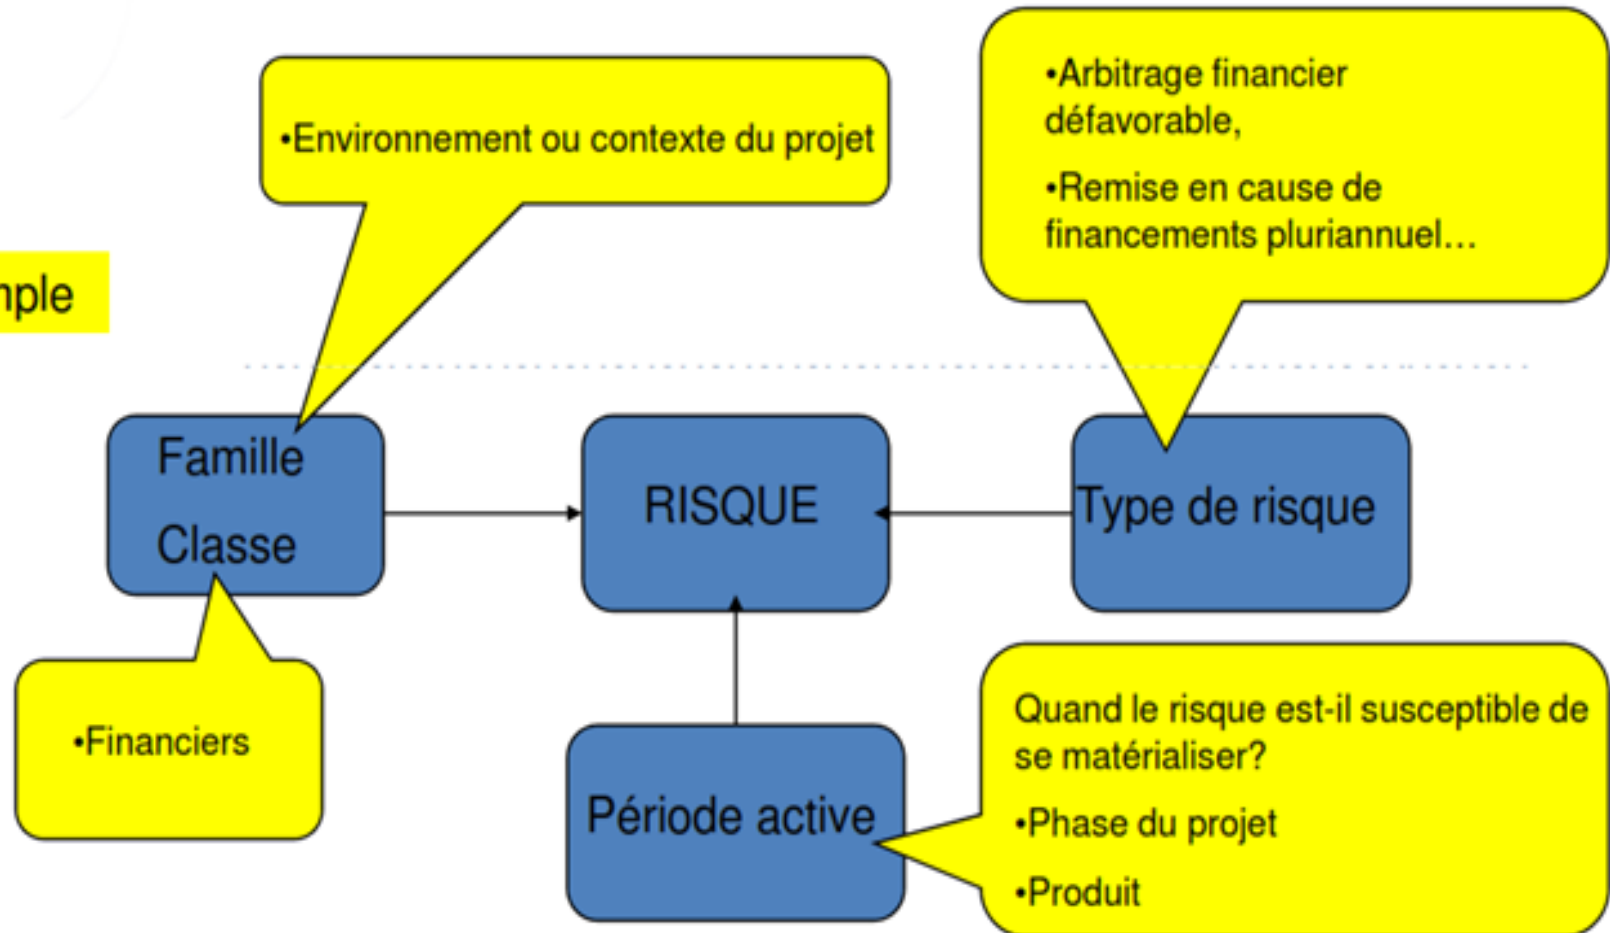 •Environnement ou contexte du projet
•Arbitrage financier
défavorable,
•Remise en cause de
financements pluriannuel...
mple
Famille
Classe
RISQUE
Type de risque
•Financiers
Période active
Quand le risque est-il susceptible de
se matérialiser?
•Phase du projet
•Produit